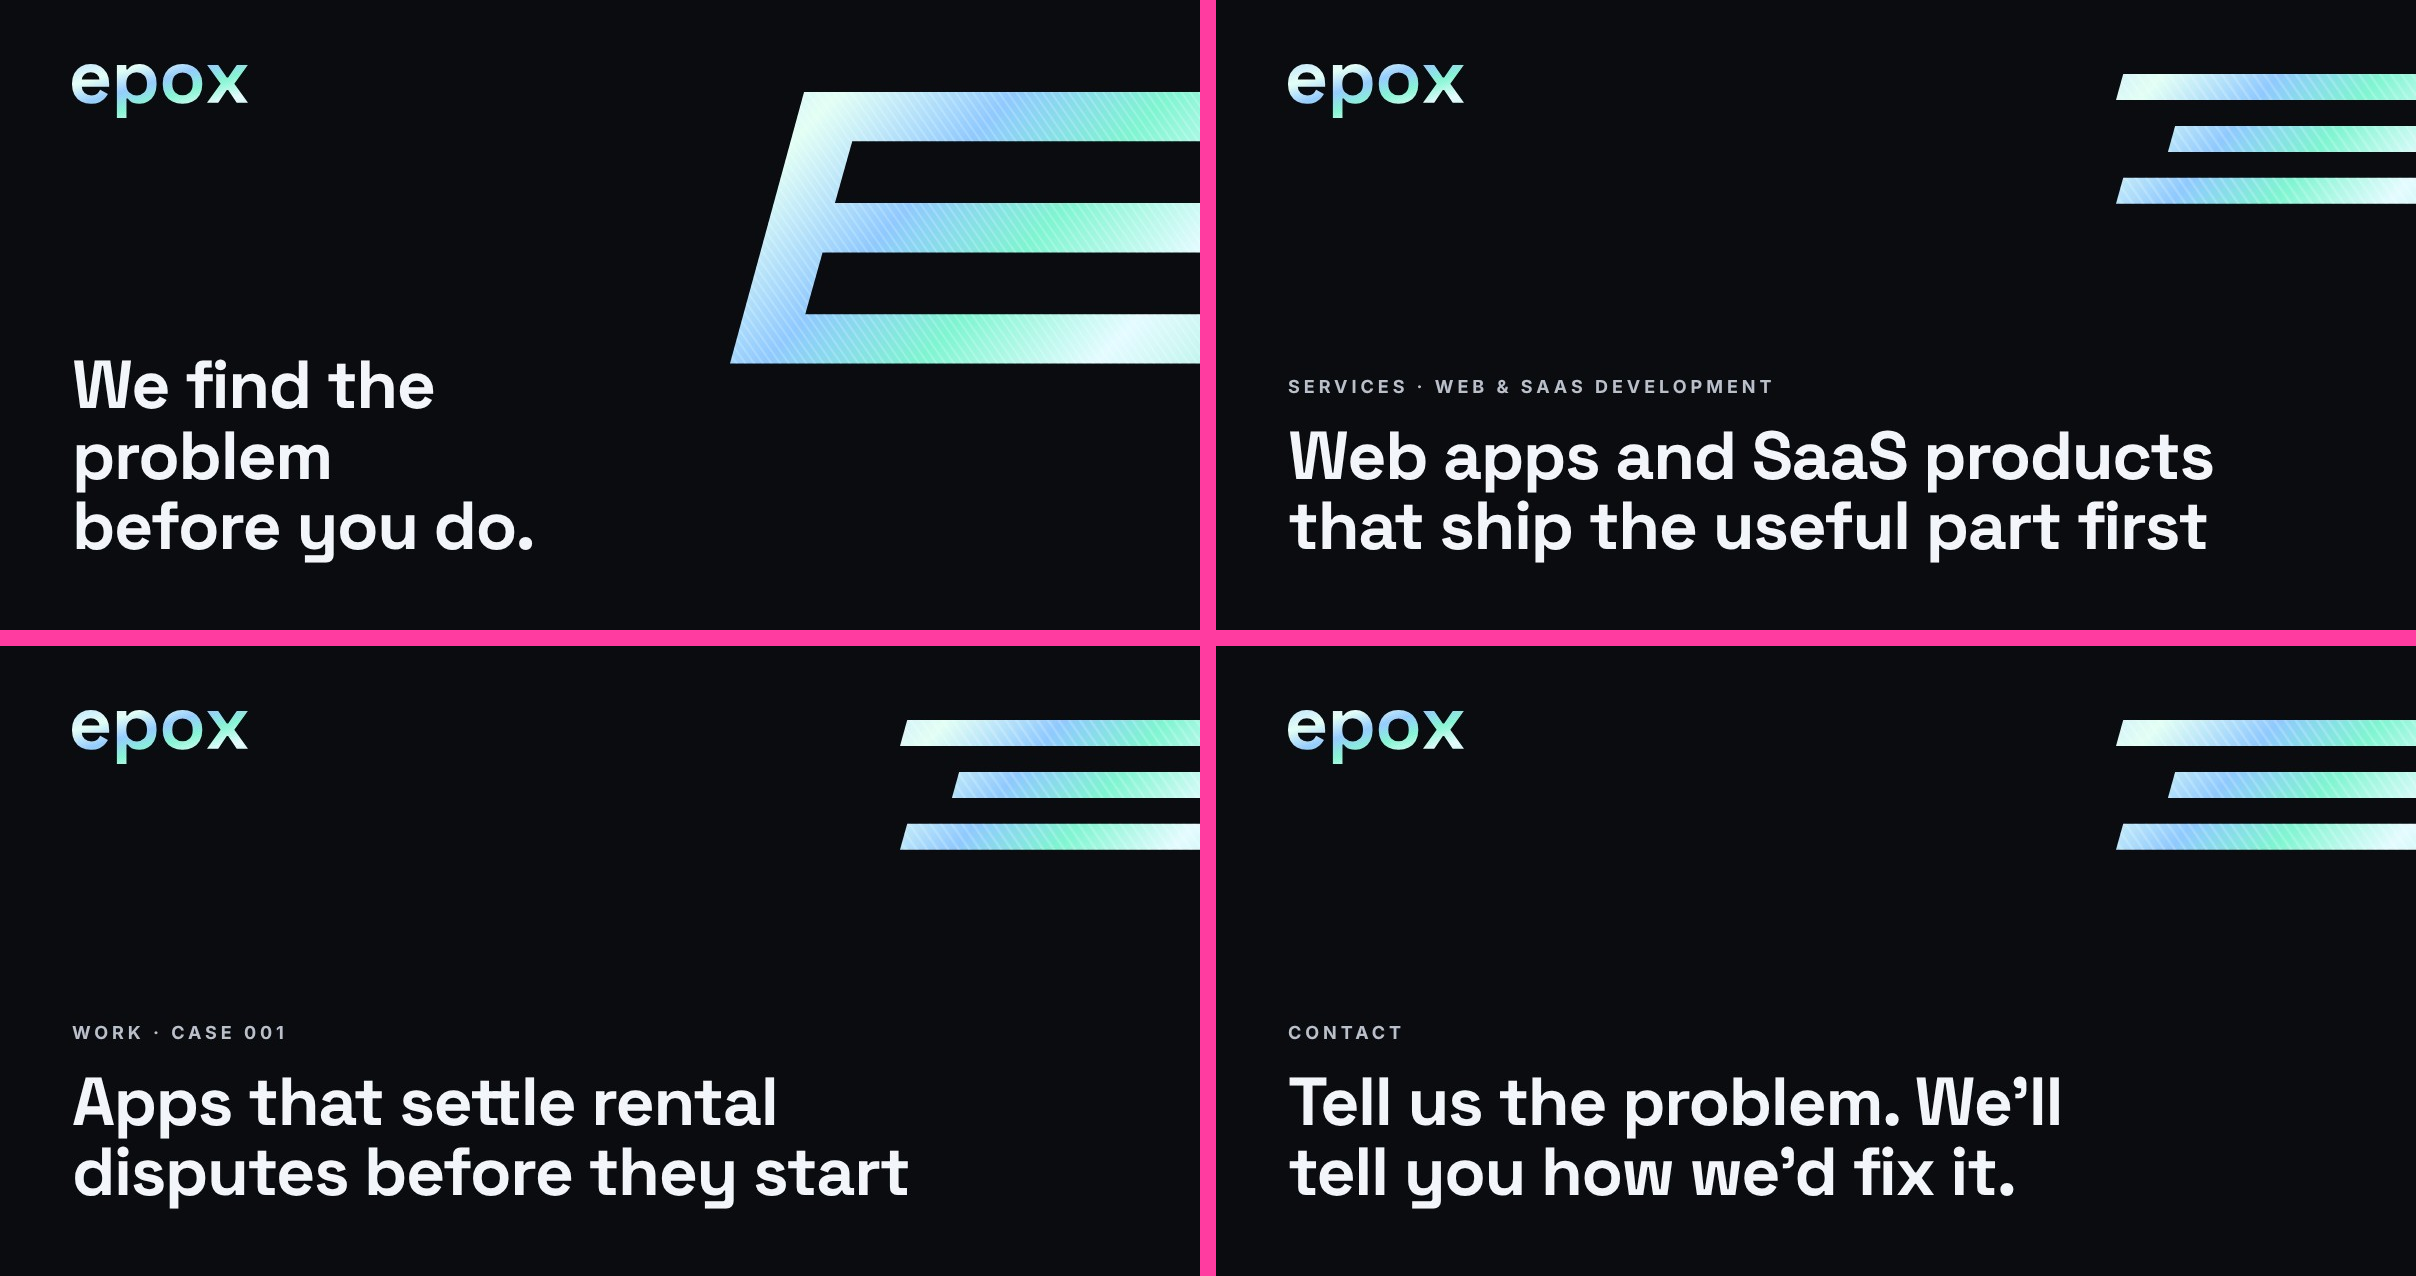 epox
We find the
problem
before you do.
epox
SERVICES · WEB & SAAS DEVELOPMENT
Web apps and SaaS products
that ship the useful part first
epox
WORK · CASE 001
Apps that settle rental
disputes before they start
epox
CONTACT
Tell us the problem. We’ll
tell you how we’d fix it.